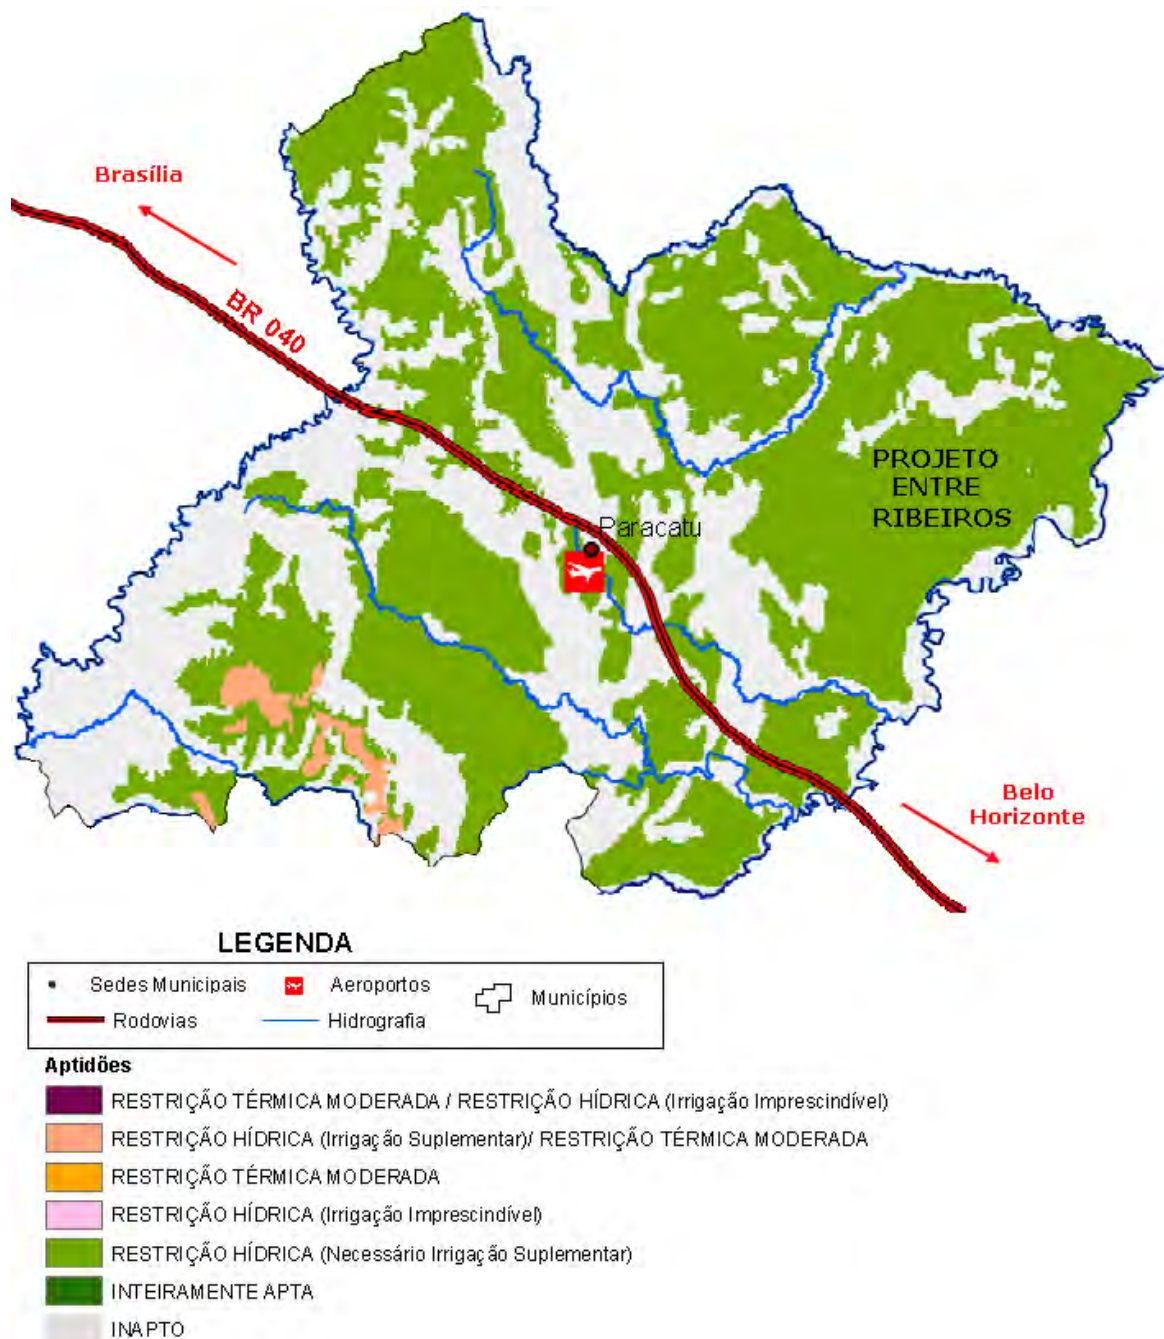 Brasília
BR 040
PROJETO
ENTRE
RIBEIROS
Paracatu
Belo
Horizonte
LEGENDA
Sedes Municipais
Aeroportos
Municípios
Rodovias
Hidrografia
Aptidões
RESTRIÇÃO TÉRMICA MODERADA / RESTRIÇÃO HÍDRICA (Irrigação Imprescindível)
RESTRIÇÃO HÍDRICA (Irrigação Suplementar)/ RESTRIÇÃO TÉRMICA MODERADA
RESTRIÇÃO TÉRMICA MODERADA
RESTRIÇÃO HÍDRICA (Irrigação Imprescindível)
RESTRIÇÃO HÍDRICA (Necessário Irrigação Suplementar)
INTEIRAMENTE APTA
INAPTO